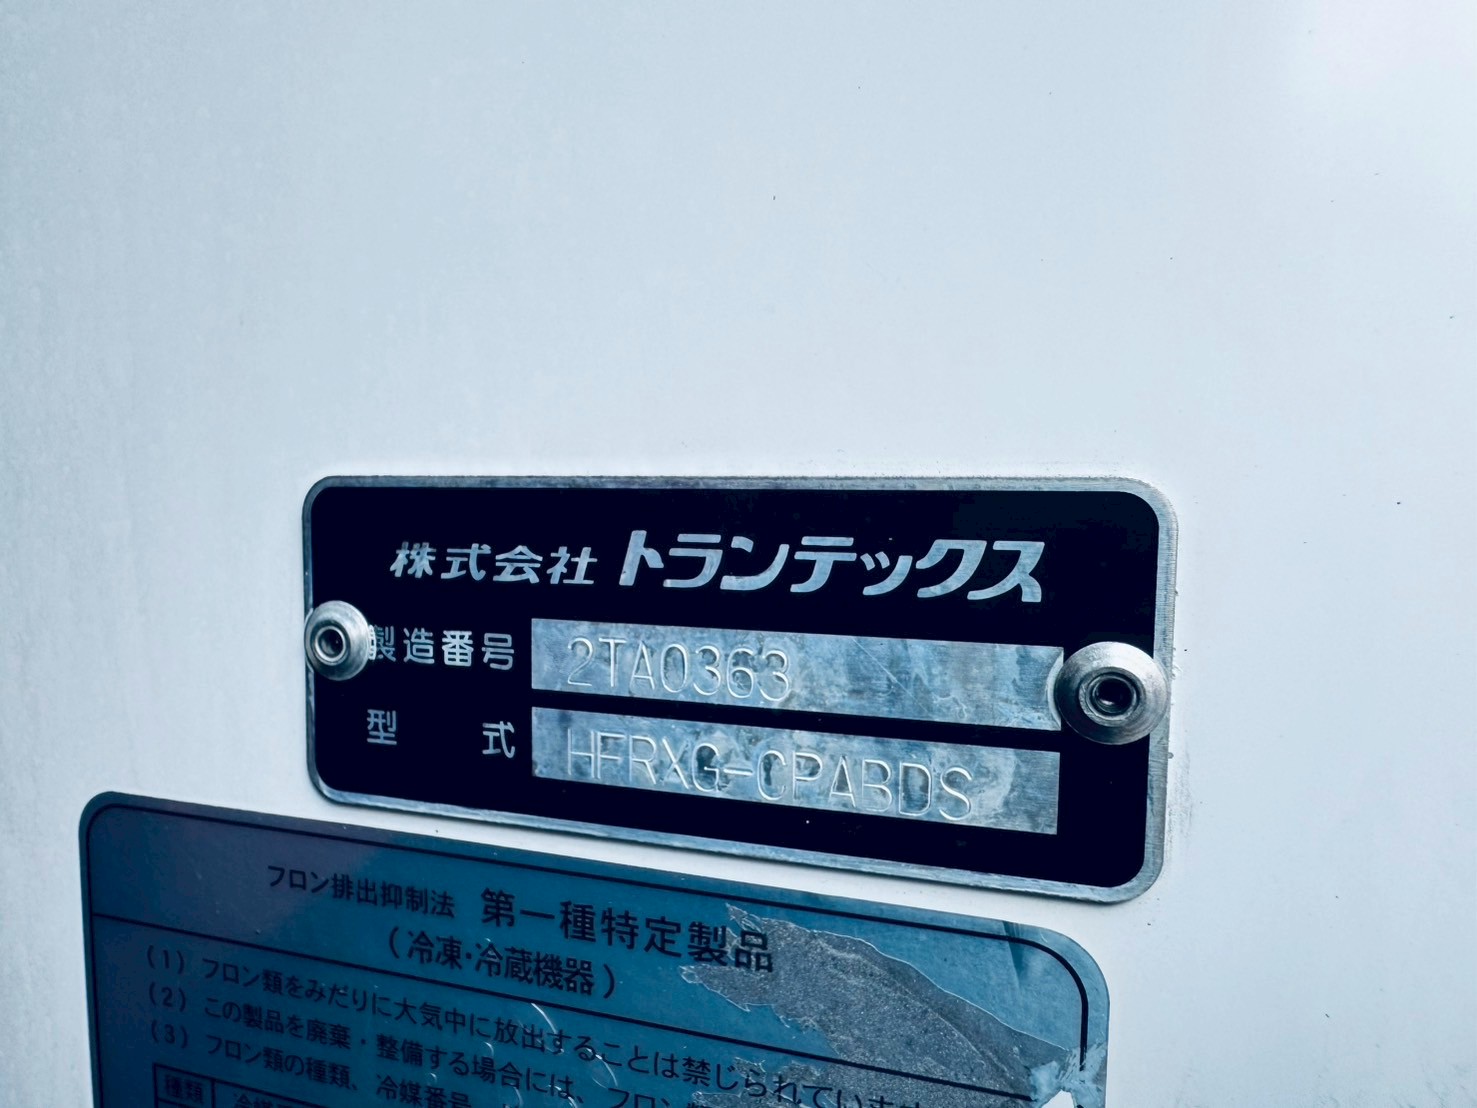 株式会社 トランテックス
製造番号 2TA0363
型式 HFRXG-CPABDS
フロン排出抑制法 第一種特定製品
(冷凍・冷蔵機器)
(1) フロン類をみだりに大気中に放出することは禁じられています
(2) この製品を廃棄・整備する場合には、フロン
(3) フロン類の種類、冷媒番号
種類